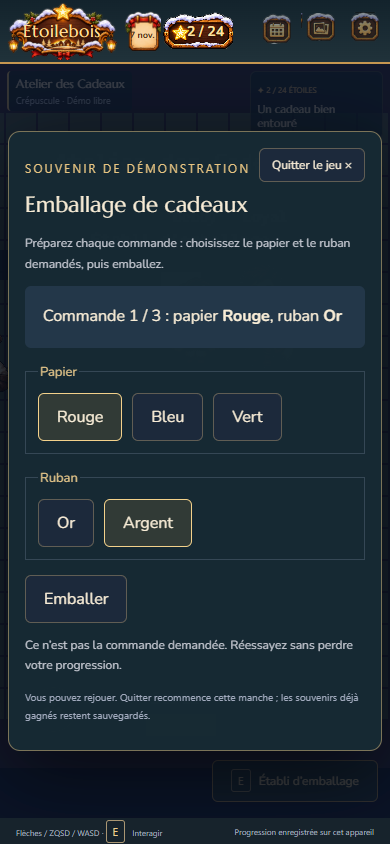 Étoilebois
7 nov.
2 / 24
Atelier des Cadeaux
Crépuscule · Démo libre
✦ 2 / 24 ÉTOILES
Un cadeau bien
entouré
SOUVENIR DE DÉMONSTRATION
Quitter le jeu ×
Emballage de cadeaux
Préparez chaque commande : choisissez le papier et le ruban
demandés, puis emballez.
Commande 1 / 3 : papier Rouge, ruban Or
Papier
Rouge
Bleu
Vert
Ruban
Or
Argent
Emballer
Ce n'est pas la commande demandée. Réessayez sans perdre
votre progression.
Vous pouvez rejouer. Quitter recommence cette manche ; les souvenirs déjà
gagnés restent sauvegardés.
E Établi d'emballage
Flèches / ZQSD / WASD · E Interagir
Progression enregistrée sur cet appareil